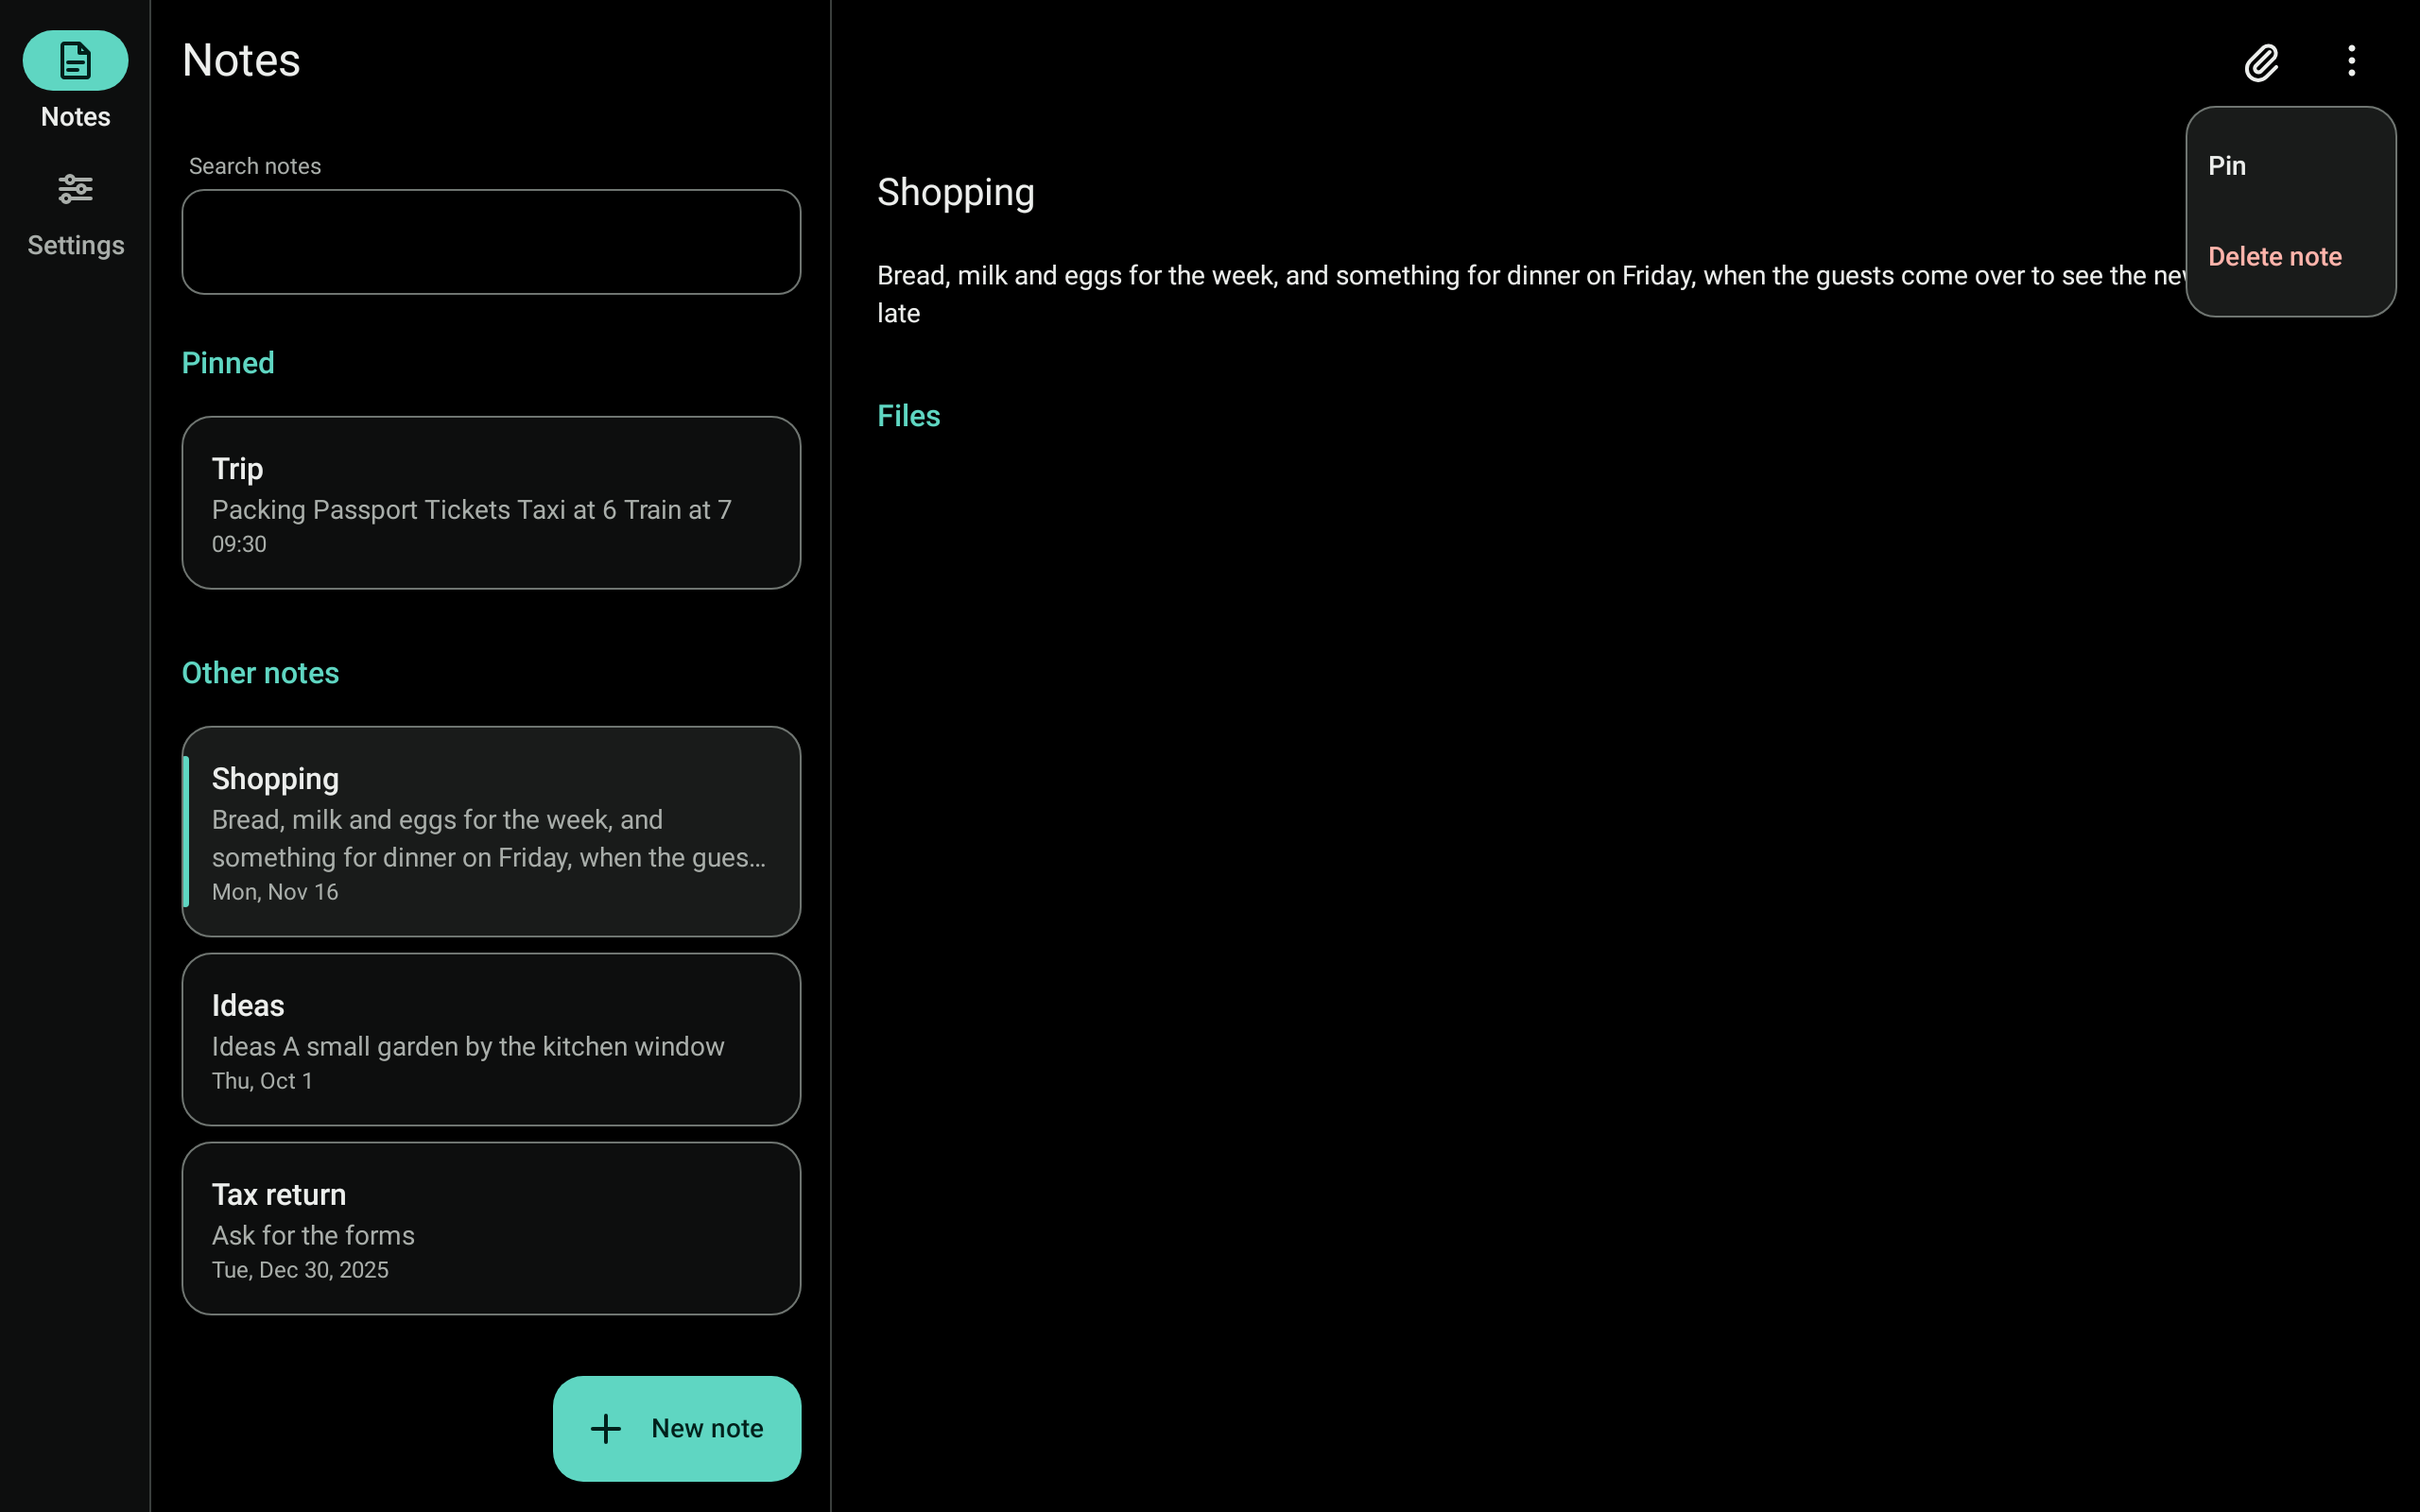 Notes
Settings
Notes
Search notes
Pinned
Trip
Packing Passport Tickets Taxi at 6 Train at 7
09:30
Other notes
Shopping
Bread, milk and eggs for the week, and
something for dinner on Friday, when the gues…
Mon, Nov 16
Ideas
Ideas A small garden by the kitchen window
Thu, Oct 1
Tax return
Ask for the forms
Tue, Dec 30, 2025
New note
Pin
Delete note
Shopping
Bread, milk and eggs for the week, and something for dinner on Friday, when the guests come over to see the
late
Files